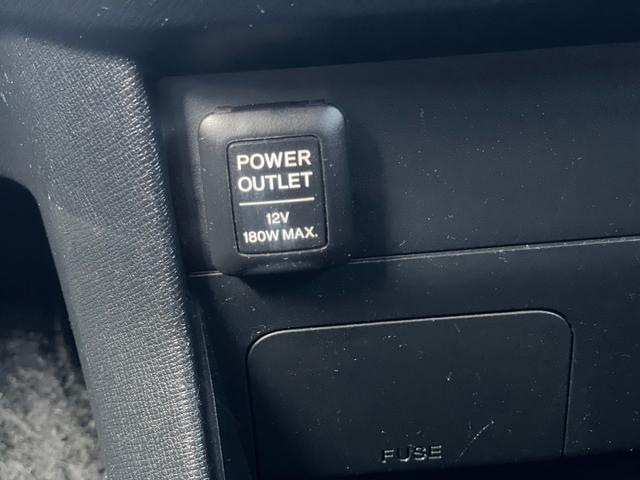 POWER
OUTLET
12V
180W MAX.
FUSE